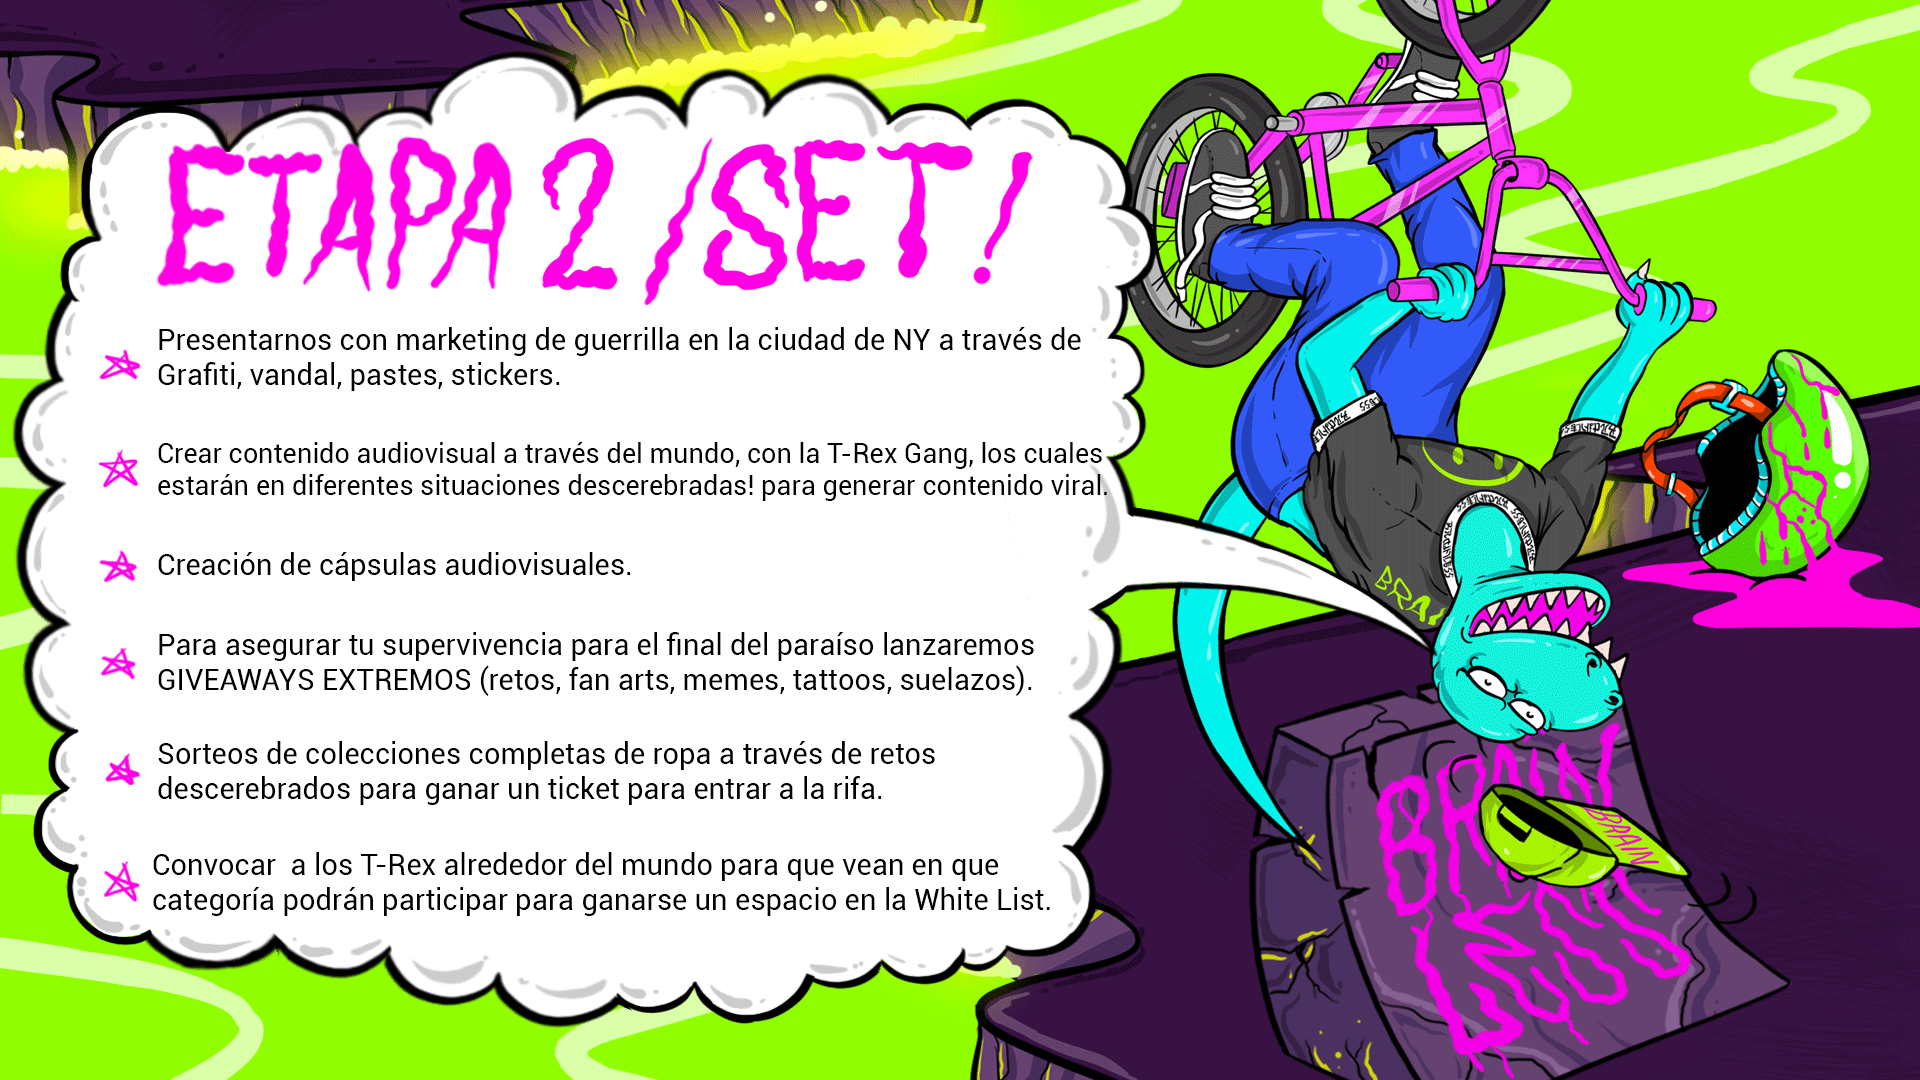 ETAPA 2 / SET !
Presentarnos con marketing de guerrilla en la ciudad de NY a través de
Grafiti, vandal, pastes, stickers.
Crear contenido audiovisual a través del mundo, con la T-Rex Gang, los cuales
estarán en diferentes situaciones descerebradas! para generar contenido viral.
Creación de cápsulas audiovisuales.
Para asegurar tu supervivencia para el final del paraíso lanzaremos
GIVEAWAYS EXTREMOS (retos, fan arts, memes, tattoos, suelazos).
Sorteos de colecciones completas de ropa a través de retos
descerebrados para ganar un ticket para entrar a la rifa.
Convocar  a los T-Rex alrededor del mundo para que vean en que
categoría podrán participar para ganarse un espacio en la White List.
BRAI
BRAIN
LESS
BRAIN